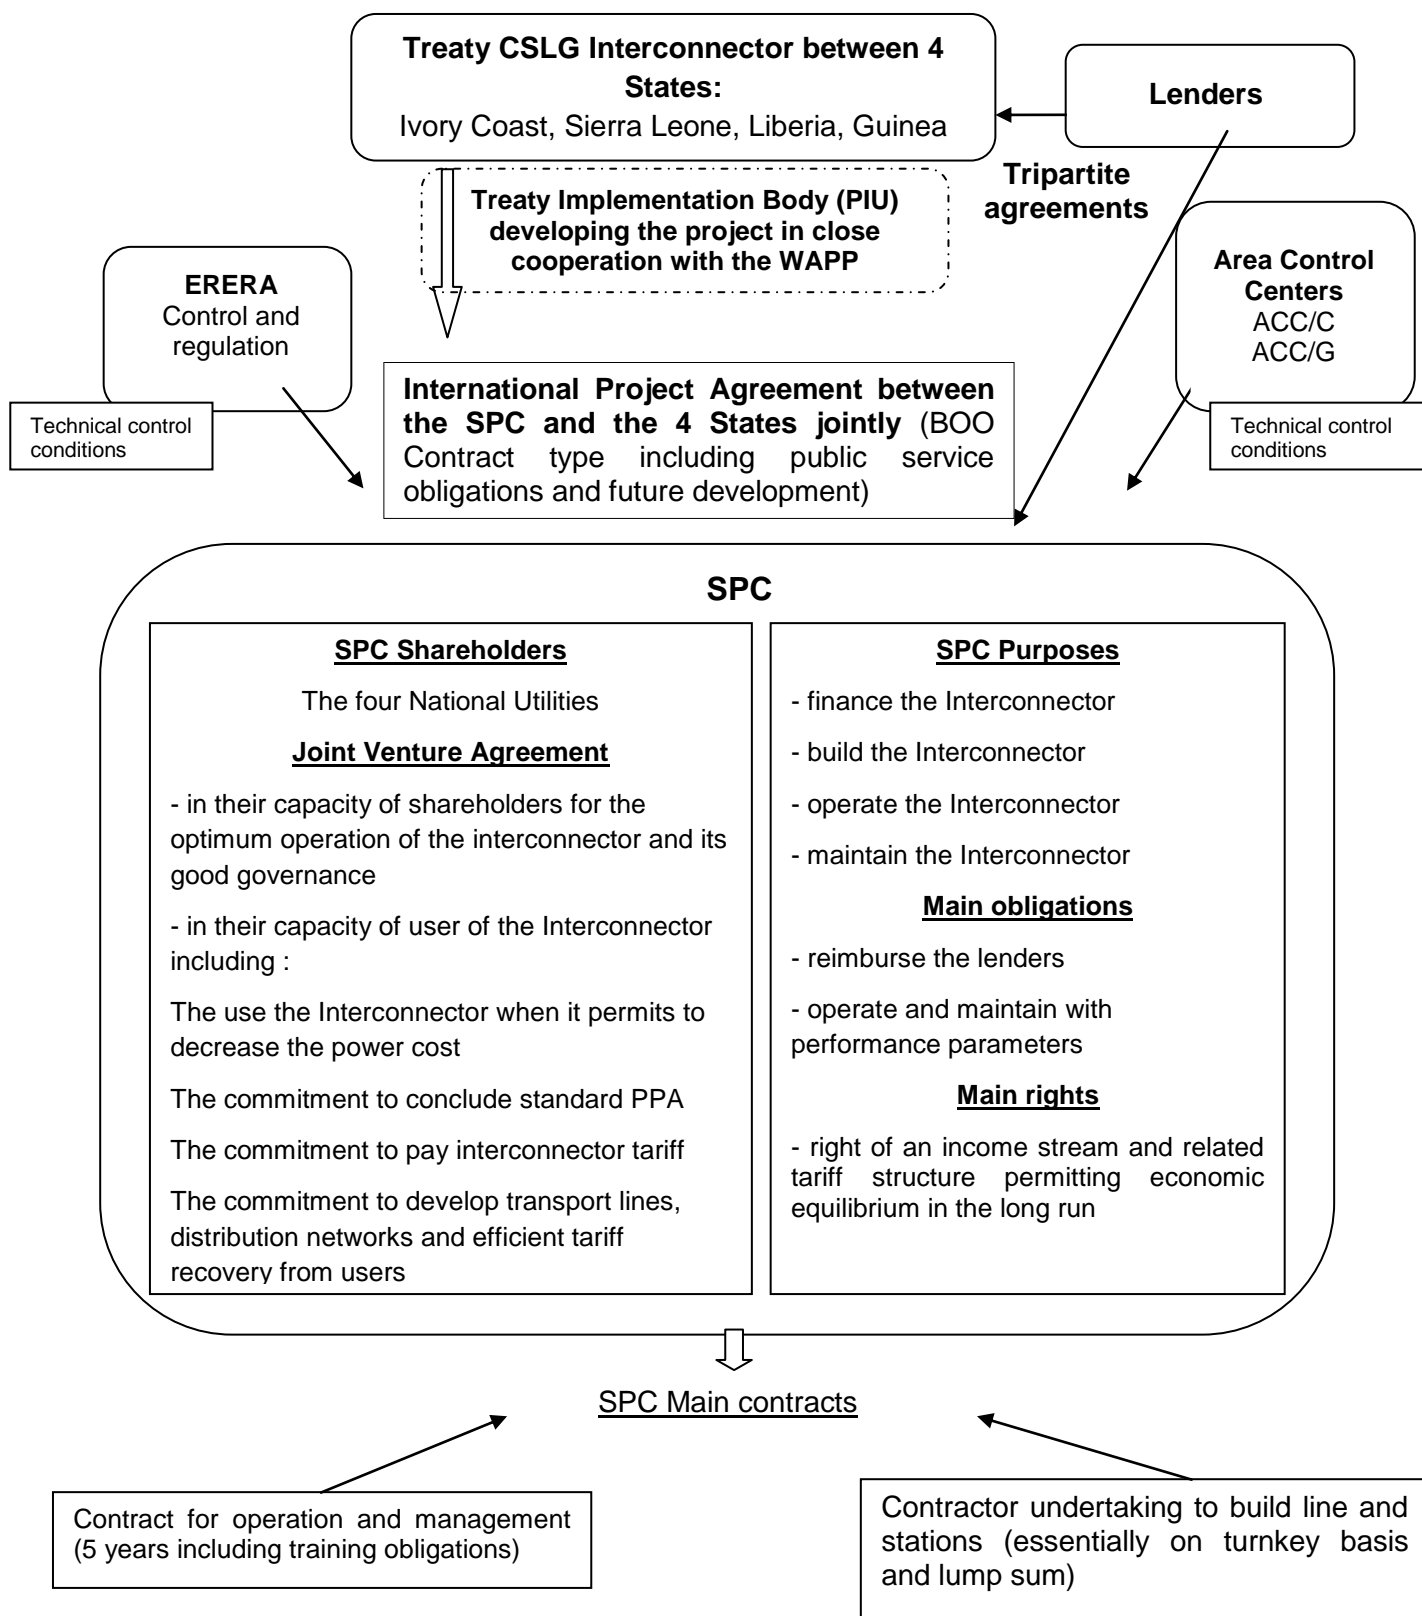 Treaty CSLG Interconnector between 4
States:
Ivory Coast, Sierra Leone, Liberia, Guinea
Lenders
Tripartite
agreements
Treaty Implementation Body (PIU)
developing the project in close
cooperation with the WAPP
ERERA
Control and
regulation
Technical control
conditions
Area Control
Centers
ACC/C
ACC/G
Technical control
conditions
International Project Agreement between
the SPC and the 4 States jointly (BOO
Contract type including public service
obligations and future development)
SPC
SPC Shareholders
The four National Utilities
Joint Venture Agreement
- in their capacity of shareholders for the
optimum operation of the interconnector and its
good governance
- in their capacity of user of the Interconnector
including :
The use the Interconnector when it permits to
decrease the power cost
The commitment to conclude standard PPA
The commitment to pay interconnector tariff
The commitment to develop transport lines,
distribution networks and efficient tariff
recovery from users
SPC Purposes
- finance the Interconnector
- build the Interconnector
- operate the Interconnector
- maintain the Interconnector
Main obligations
- reimburse the lenders
- operate and maintain with
performance parameters
Main rights
- right of an income stream and related
tariff structure permitting economic
equilibrium in the long run
SPC Main contracts
Contract for operation and management
(5 years including training obligations)
Contractor undertaking to build line and
stations (essentially on turnkey basis
and lump sum)